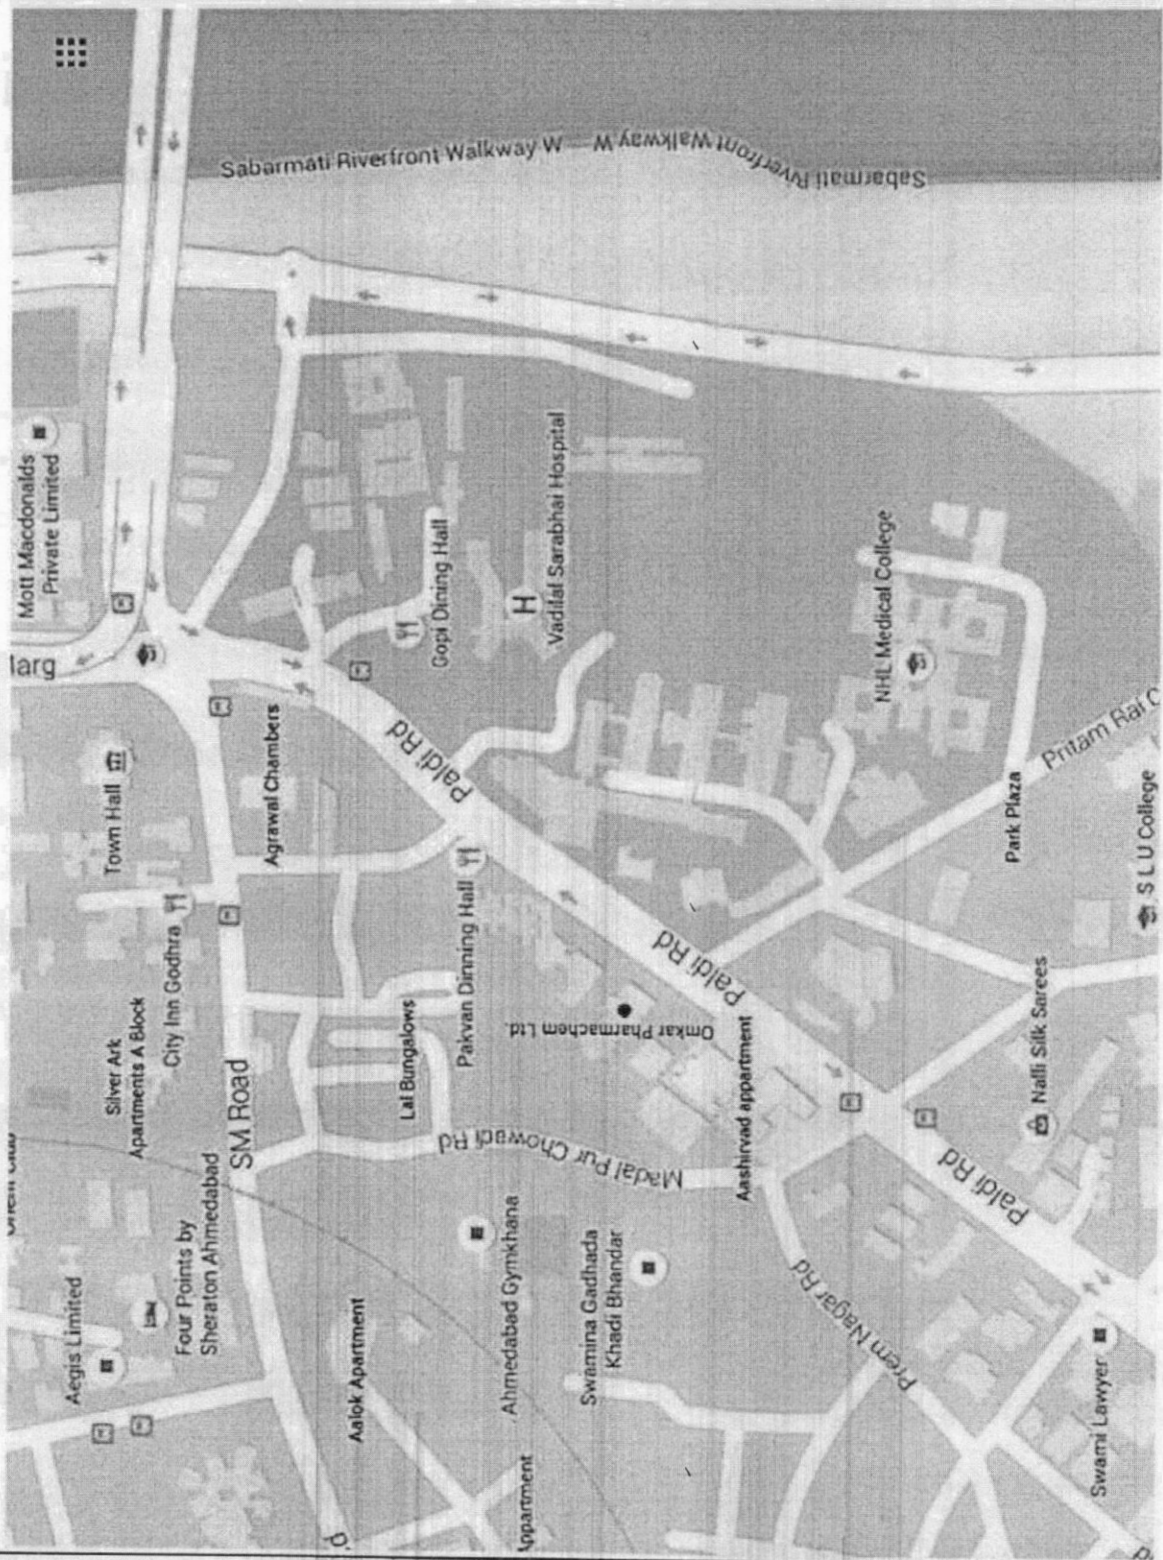 Sabarmati Riverfront Walkway W
Sabarmati Riverfront Walkway W
Mott Macdonalds
Private Limited
Marg
Town Hall
Agrawal Chambers
Paldi Rd
Gopi Dining Hall
H
Vadilal Sarabhai Hospital
NHL Medical College
Pritam Rai
Park Plaza
S L U College
City Inn Godhra
Pakvan Dinning Hall
Paldi Rd
Silver Ark
Apartments A Block
Lal Bungalows
Omkar Pharmachem Ltd.
Nalli Silk Sarees
SM Road
Madal Pur Chowadi Rd
Aashirvad appartment
Paldi Rd
Four Points by
Sheraton Ahmedabad
Aegis Limited
Ahmedabad Gymkhana
Swamina Gadhada
Khadi Bhandar
Prem Nagar Rd
Aalok Apartment
Appartment
Swami Lawyer